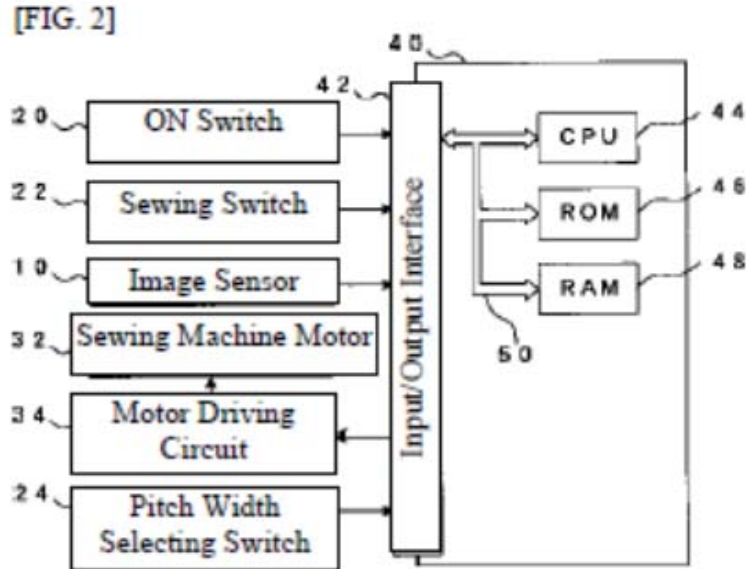 [FIG. 2]
40
42
20
ON Switch
44
CPU
22
Sewing Switch
46
ROM
10
Image Sensor
48
RAM
32
Sewing Machine Motor
50
34
Motor Driving
Circuit
24
Pitch Width
Selecting Switch
Input/Output Interface